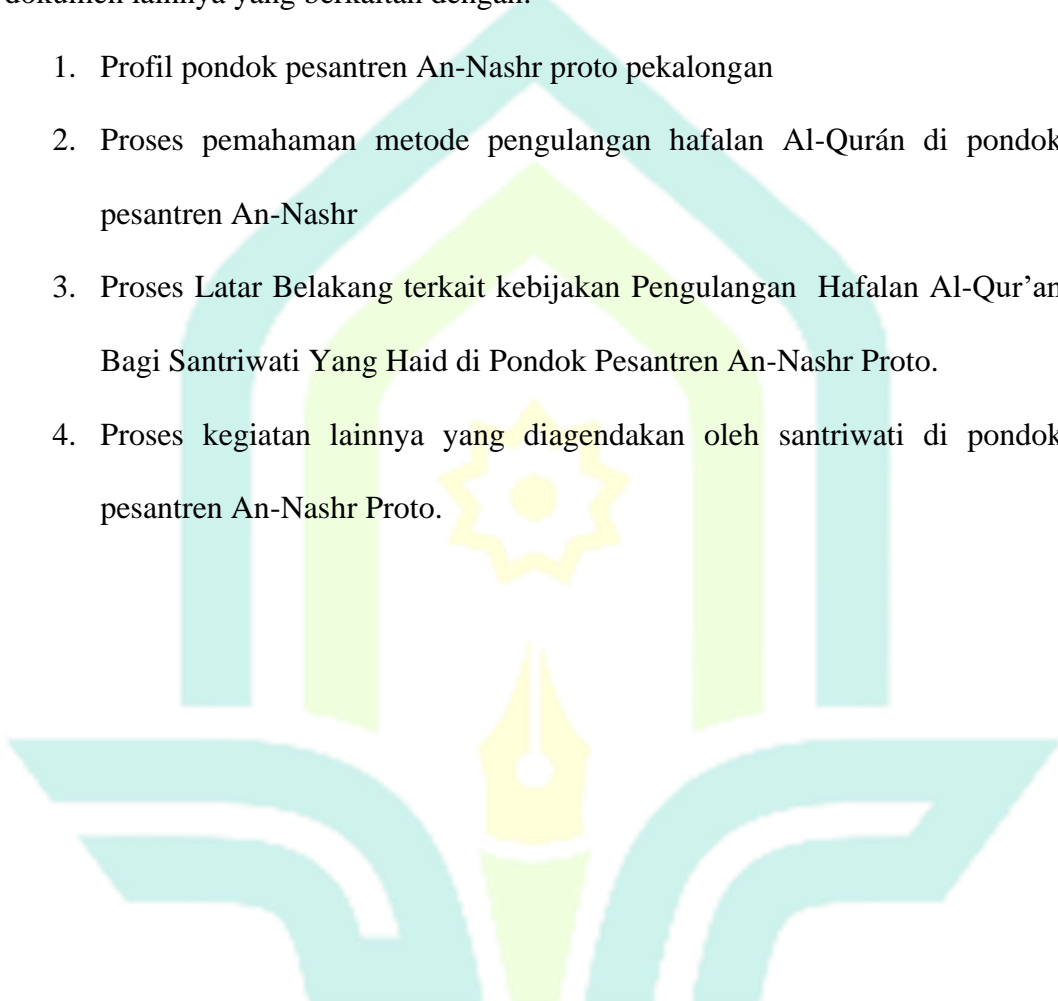 dokumen lainnya yang berkaitan dengan:
1. Profil pondok pesantren An-Nashr proto pekalongan
2. Proses pemahaman metode pengulangan hafalan Al-Qurán di pondok
pesantren An-Nashr
3. Proses Latar Belakang terkait kebijakan Pengulangan Hafalan Al-Qur’an
Bagi Santriwati Yang Haid di Pondok Pesantren An-Nashr Proto.
4. Proses kegiatan lainnya yang diagendakan oleh santriwati di pondok
pesantren An-Nashr Proto.